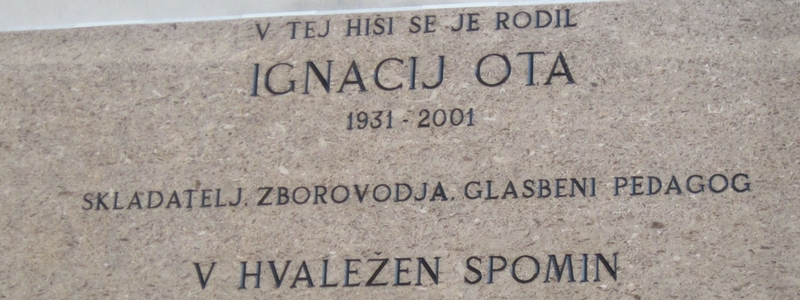 V TEJ HIŠI SE JE RODIL
IGNACIJ OTA
1931 - 2001
SKLADATELJ, ZBOROVODJA, GLASBENI PEDAGOG
V HVALEŽEN SPOMIN